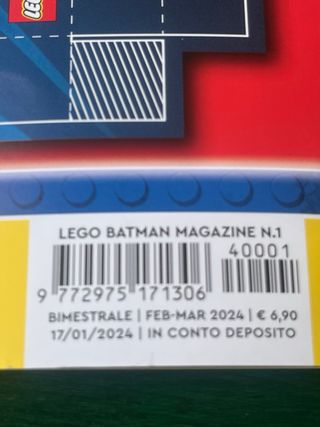 LEGO
LEGO BATMAN MAGAZINE N.1
40001
9 772975 171306
BIMESTRALE | FEB-MAR 2024 | € 6,90
17/01/2024 | IN CONTO DEPOSITO